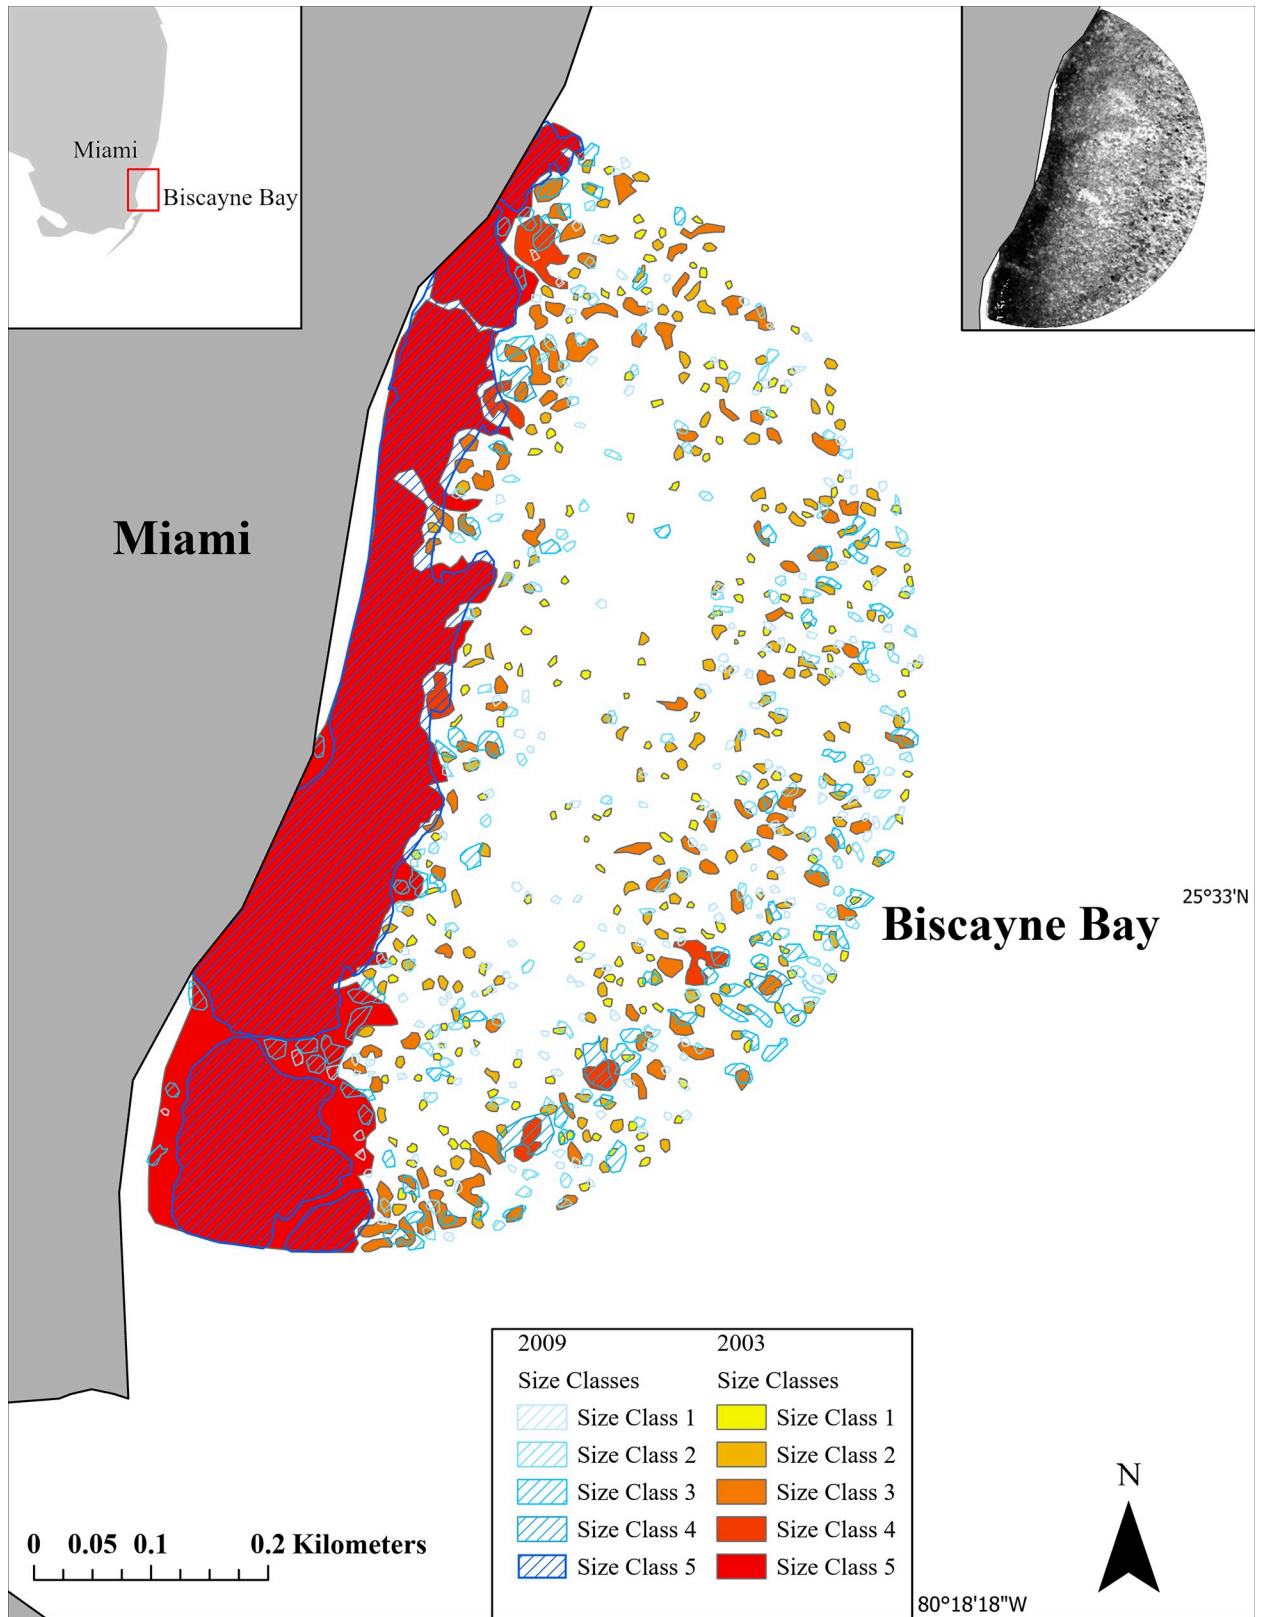 Miami
Biscayne Bay
Miami
25°33'N
Biscayne Bay
2009 2003
Size Classes Size Classes
Size Class 1 Size Class 1
Size Class 2 Size Class 2
Size Class 3 Size Class 3
Size Class 4 Size Class 4
Size Class 5 Size Class 5
N
0 0.05 0.1 0.2 Kilometers
80°18'18"W